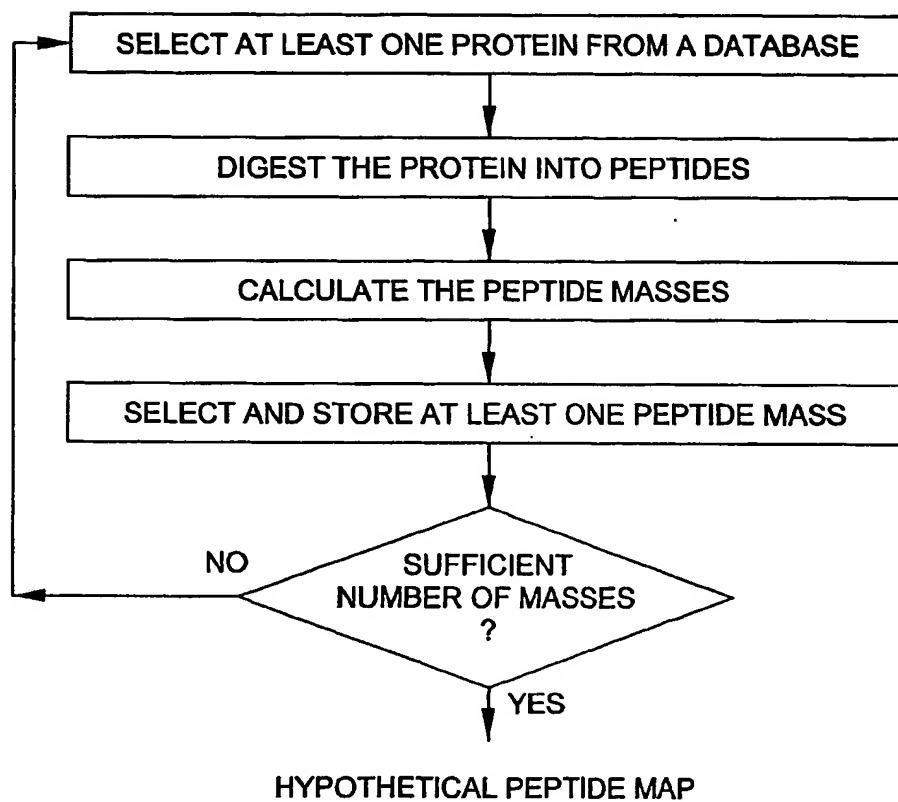 SELECT AT LEAST ONE PROTEIN FROM A DATABASE
DIGEST THE PROTEIN INTO PEPTIDES
CALCULATE THE PEPTIDE MASSES
SELECT AND STORE AT LEAST ONE PEPTIDE MASS
NO
SUFFICIENT
NUMBER OF MASSES
?
YES
HYPOTHETICAL PEPTIDE MAP